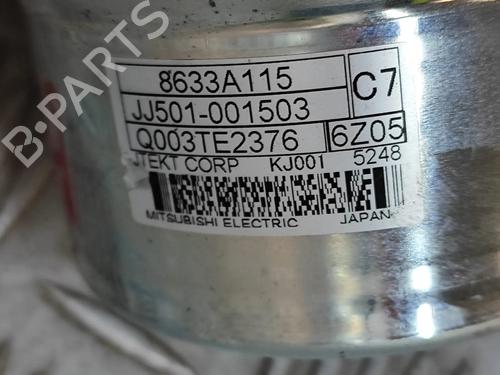 B-PARTS
8633A115
C7
JJ501-001503
Q003TE2376 6Z05
JTEKT CORP KJ001 5248
MITSUBISHI ELECTRIC JAPAN